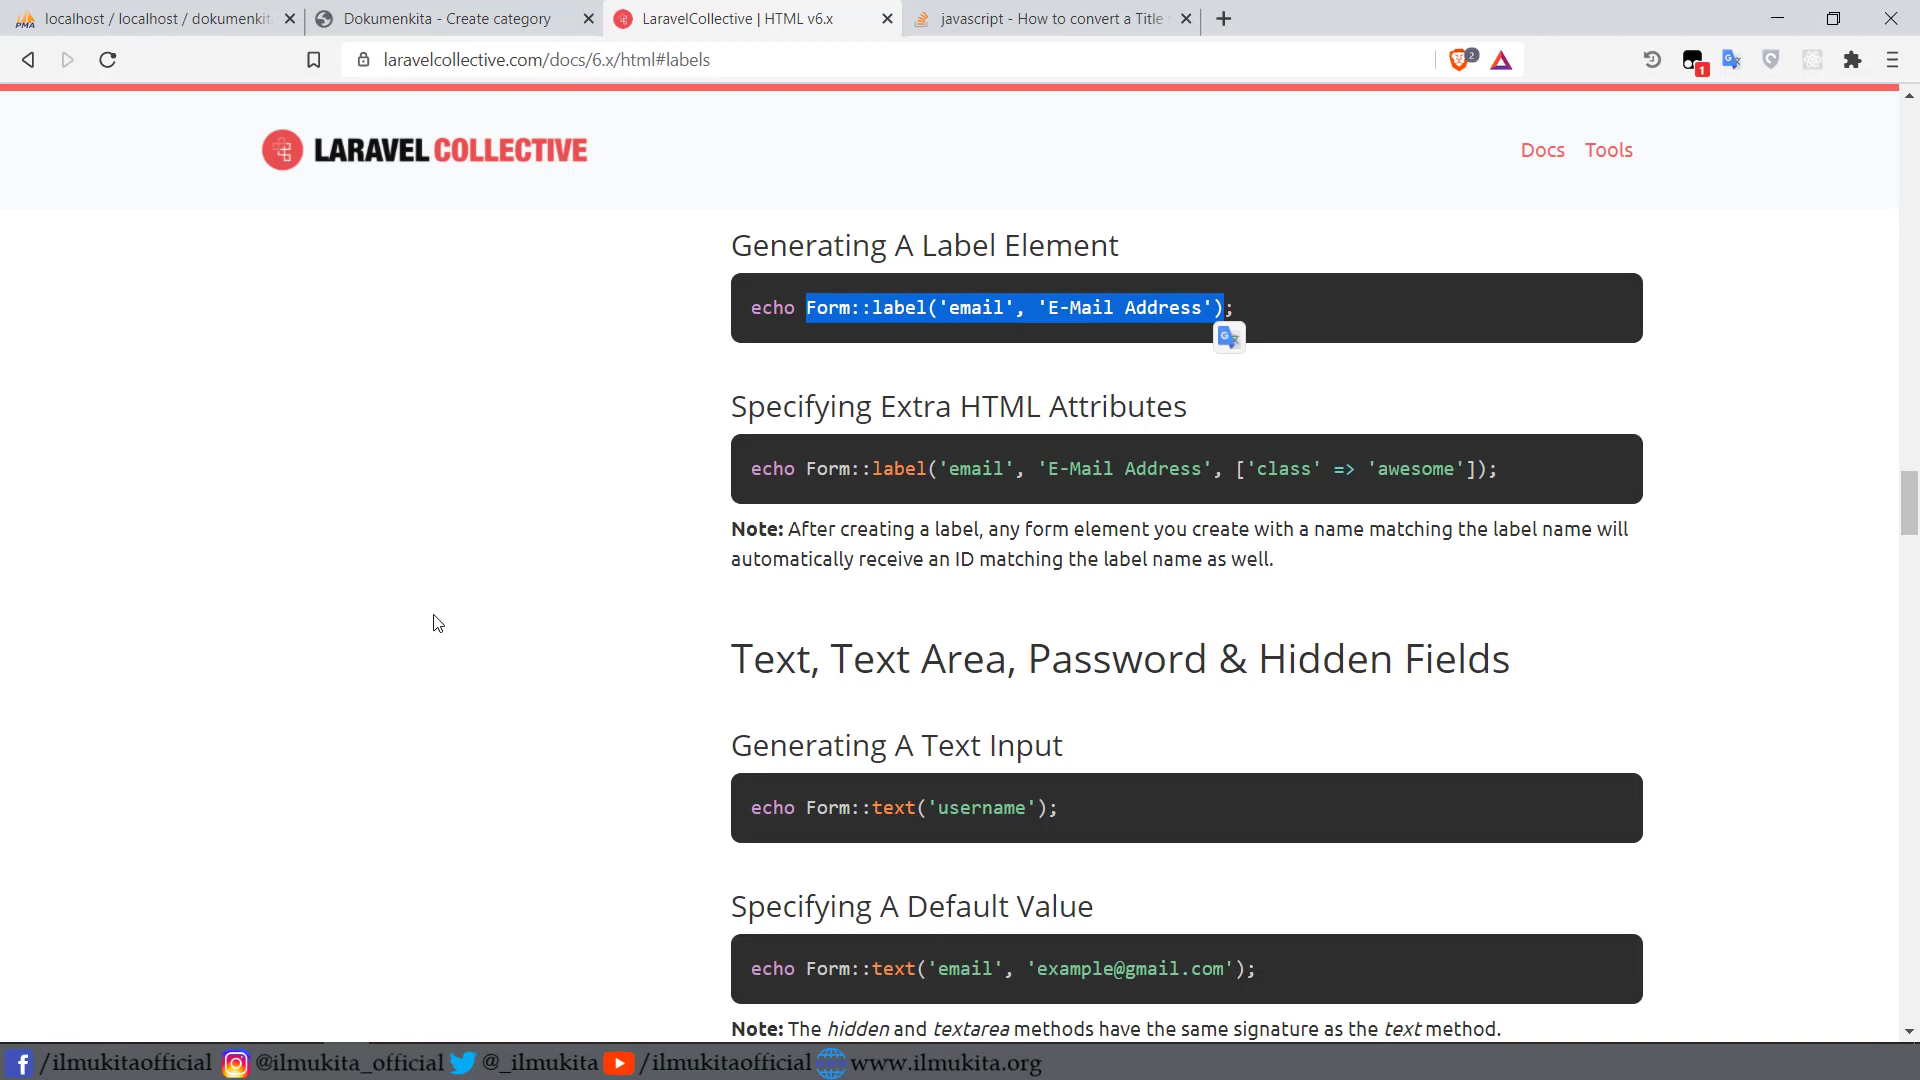 localhost / localhost / dokumenkita
Dokumenkita - Create category
LaravelCollective | HTML v6.x
javascript - How to convert a Title
laravelcollective.com/docs/6.x/html#labels
2
1
LARAVEL COLLECTIVE
Docs
Tools
Generating A Label Element
echo Form::label('email', 'E-Mail Address');
Specifying Extra HTML Attributes
echo Form::label('email', 'E-Mail Address', ['class' => 'awesome']);
Note: After creating a label, any form element you create with a name matching the label name will
automatically receive an ID matching the label name as well.
Text, Text Area, Password & Hidden Fields
Generating A Text Input
echo Form::text('username');
Specifying A Default Value
echo Form::text('email', 'example@gmail.com');
Note: The hidden and textarea methods have the same signature as the text method.
/ilmukitaofficial @ilmukita_official @_ilmukita /ilmukitaofficial www.ilmukita.org